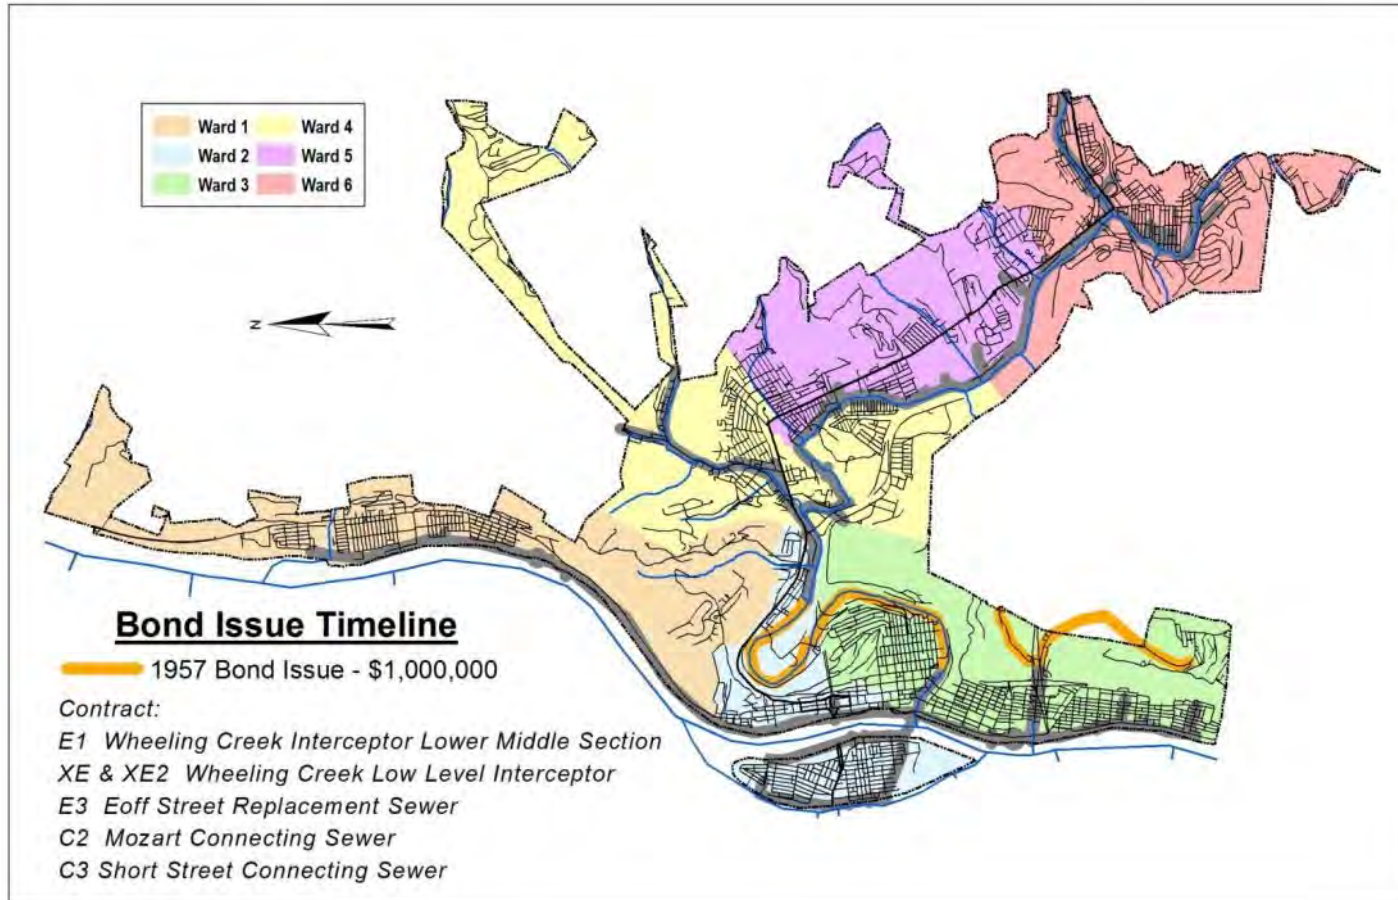 Ward 1 Ward 4
Ward 2 Ward 5
Ward 3 Ward 6
N
Bond Issue Timeline
1957 Bond Issue - $1,000,000
Contract:
E1 Wheeling Creek Interceptor Lower Middle Section
XE & XE2 Wheeling Creek Low Level Interceptor
E3 Eoff Street Replacement Sewer
C2 Mozart Connecting Sewer
C3 Short Street Connecting Sewer